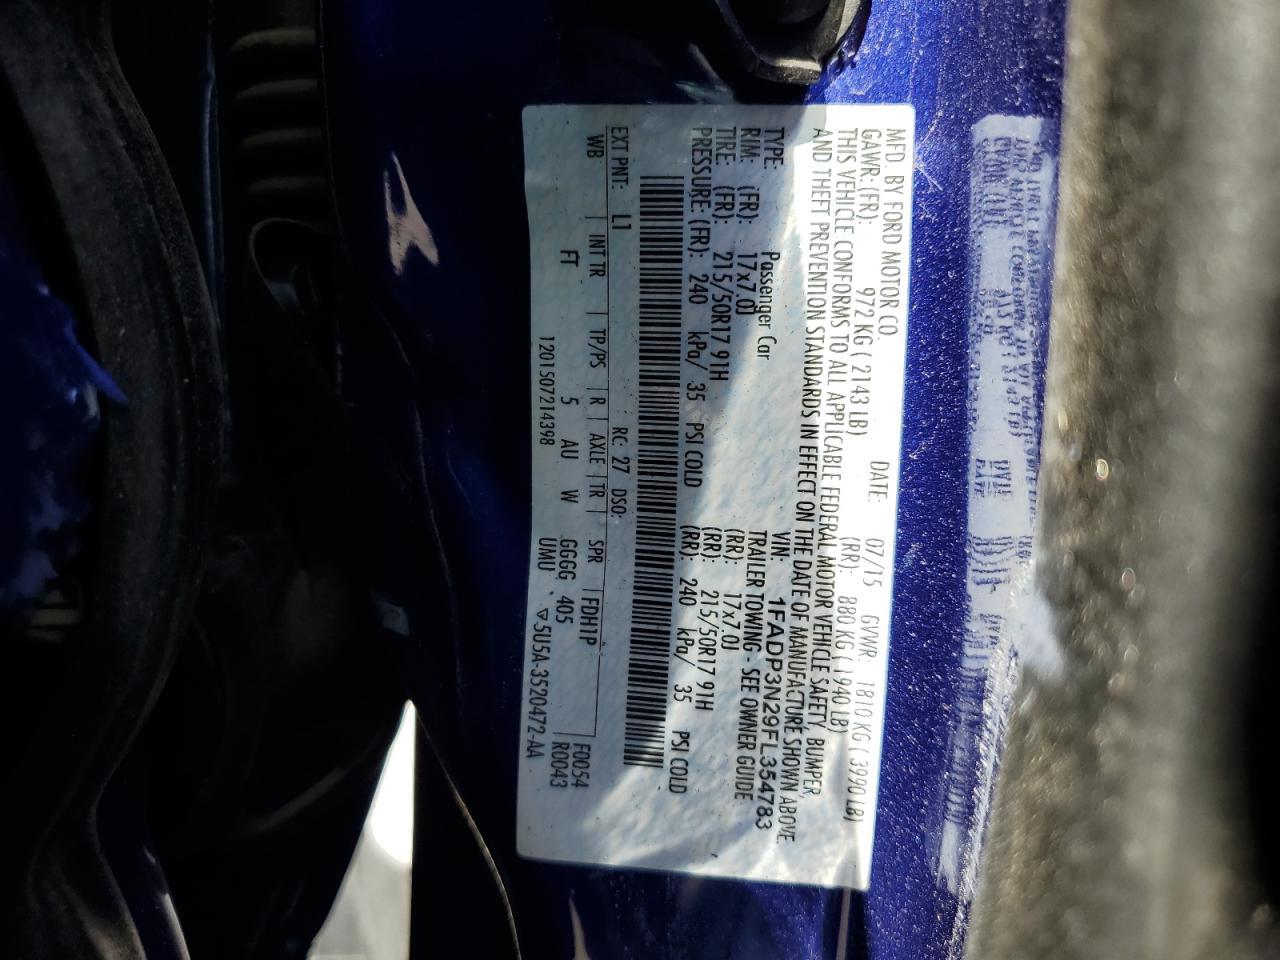 MFD. BY FORD MOTOR CO.
DATE: 07/15 GVWR: 1810 KG ( 3990 LB)
GAWR: (FR): 972 KG ( 2143 LB) (RR): 880 KG ( 1940 LB)
THIS VEHICLE CONFORMS TO ALL APPLICABLE FEDERAL MOTOR VEHICLE SAFETY, BUMPER,
AND THEFT PREVENTION STANDARDS IN EFFECT ON THE DATE OF MANUFACTURE SHOWN ABOVE.
VIN: 1FADP3N29FL354783
TYPE: Passenger Car TRAILER TOWING - SEE OWNER GUIDE
RIM: (FR): 17x7.0J (RR): 17x7.0J
TIRE: (FR): 215/50R17 91H (RR): 215/50R17 91H
PRESSURE: (FR): 240 kPa/ 35 PSI COLD (RR): 240 kPa/ 35 PSI COLD
EXT PNT: L1 RC: 27 DSO: F0054
WB | INT TR | TP/PS | R | AXLE | TR | SPR | FDH1P R0043
FT 5 AU W GGGG 405
1201507214398 UMU ▽5U5A-3520472-AA